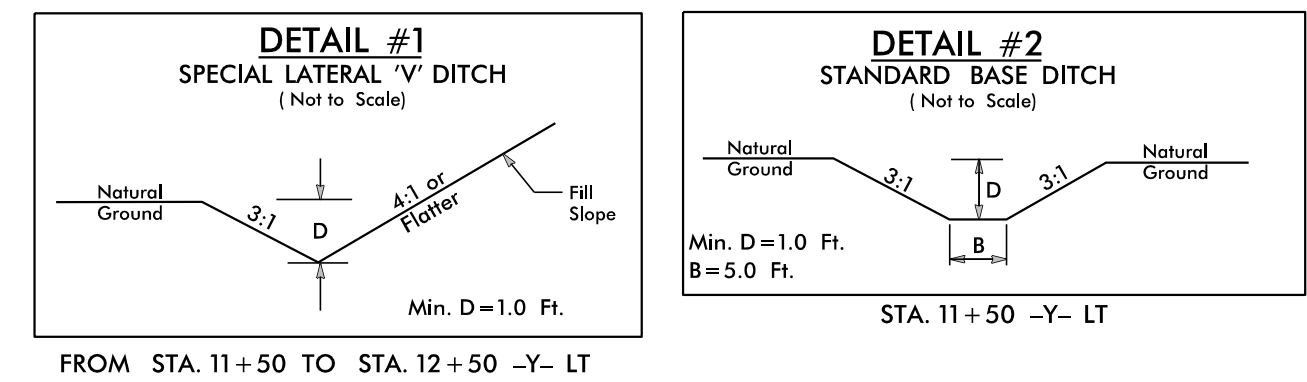 DETAIL #1
SPECIAL LATERAL 'V' DITCH
( Not to Scale)
Natural
Ground
3:1
D
4:1 or
Flatter
Fill
Slope
Min. D=1.0 Ft.
FROM STA. 11+50 TO STA. 12+50 -Y- LT
DETAIL #2
STANDARD BASE DITCH
( Not to Scale)
Natural
Ground
3:1
D
3:1
Natural
Ground
B
Min. D=1.0 Ft.
B=5.0 Ft.
STA. 11+50 -Y- LT